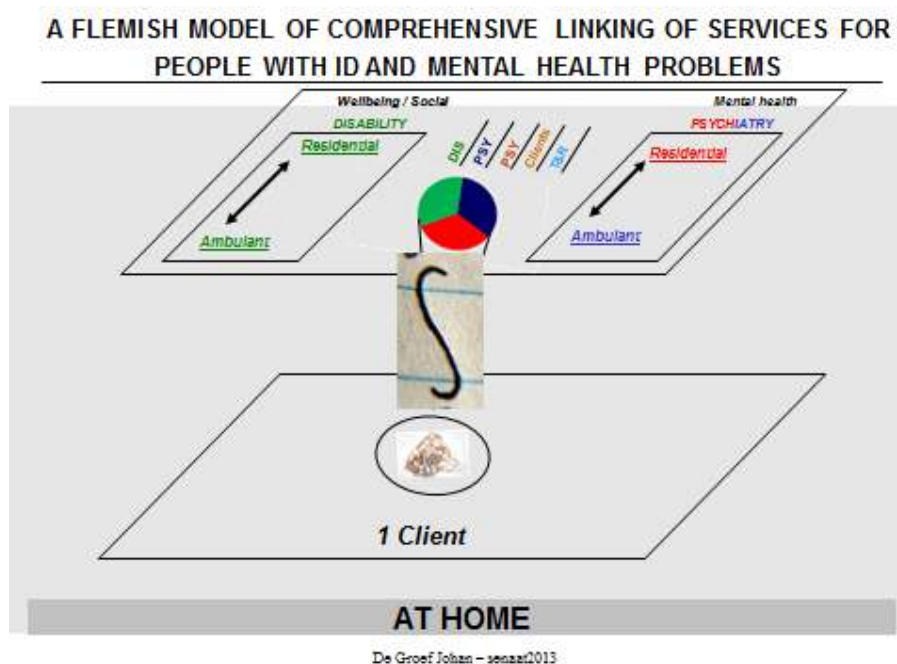 A FLEMISH MODEL OF COMPREHENSIVE LINKING OF SERVICES FOR
PEOPLE WITH ID AND MENTAL HEALTH PROBLEMS
Wellbeing / Social
Mental health
DISABILITY
PSYCHIATRY
Residential
DIS
PSY
PSY
Clients
T&R
Residential
Ambulant
Ambulant
1 Client
AT HOME
De Groef Johan – senaat2013